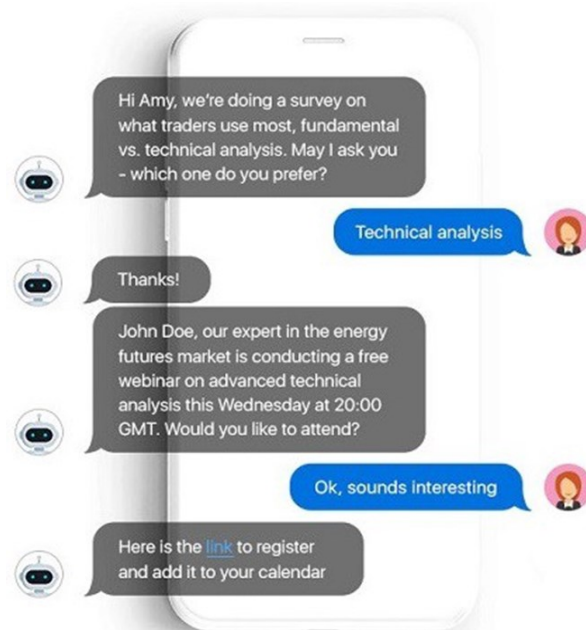 Hi Amy, we're doing a survey on
what traders use most, fundamental
vs. technical analysis. May I ask you
- which one do you prefer?
Technical analysis
Thanks!
John Doe, our expert in the energy
futures market is conducting a free
webinar on advanced technical
analysis this Wednesday at 20:00
GMT. Would you like to attend?
Ok, sounds interesting
Here is the link to register
and add it to your calendar